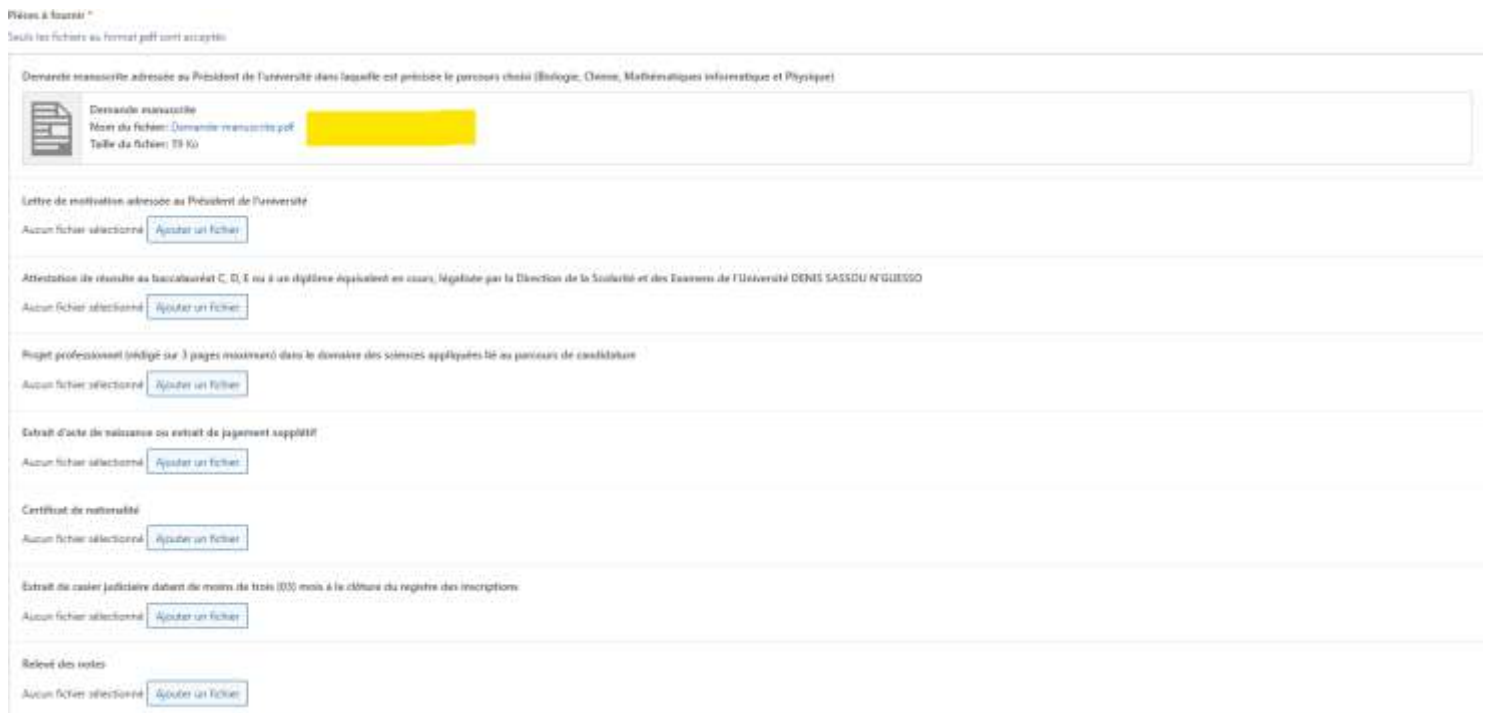 Pièces à fournir *
Seuls les fichiers au format pdf sont acceptés
Demande manuscrite adressée au Président de l'université dans laquelle est précisée le parcours choisi (Biologie, Chimie, Mathématiques informatique et Physique)
Demande manuscrite
Nom du fichier: Demande-manuscrite.pdf
Taille du fichier: 19 Ko
Lettre de motivation adressée au Président de l'université
Aucun fichier sélectionné Ajouter un fichier
Attestation de réussite au baccalauréat C, D, E ou à un diplôme équivalent en cours, légalisée par la Direction de la Scolarité et des Examens de l'Université DENIS SASSOU N'GUESSO
Aucun fichier sélectionné Ajouter un fichier
Projet professionnel (rédigé sur 3 pages maximum) dans le domaine des sciences appliquées lié au parcours de candidature
Aucun fichier sélectionné Ajouter un fichier
Extrait d'acte de naissance ou extrait de jugement supplétif
Aucun fichier sélectionné Ajouter un fichier
Certificat de nationalité
Aucun fichier sélectionné Ajouter un fichier
Extrait de casier judiciaire datant de moins de trois (03) mois à la clôture du registre des inscriptions
Aucun fichier sélectionné Ajouter un fichier
Relevé des notes
Aucun fichier sélectionné Ajouter un fichier